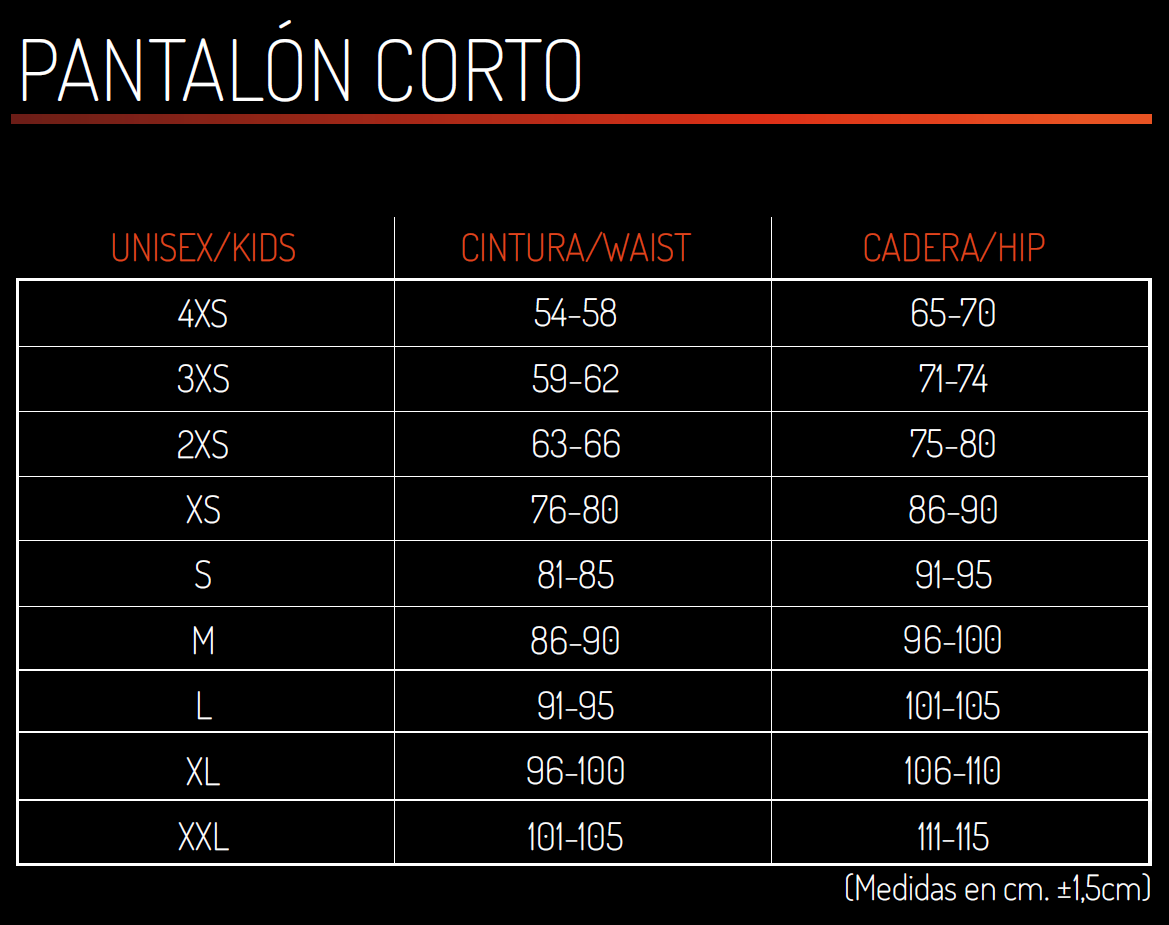 PANTALÓN CORTO
UNISEX/KIDS CINTURA/WAIST CADERA/HIP
4XS 54-58 65-70
3XS 59-62 71-74
2XS 63-66 75-80
XS 76-80 86-90
S 81-85 91-95
M 86-90 96-100
L 91-95 101-105
XL 96-100 106-110
XXL 101-105 111-115
(Medidas en cm. ±1,5cm)